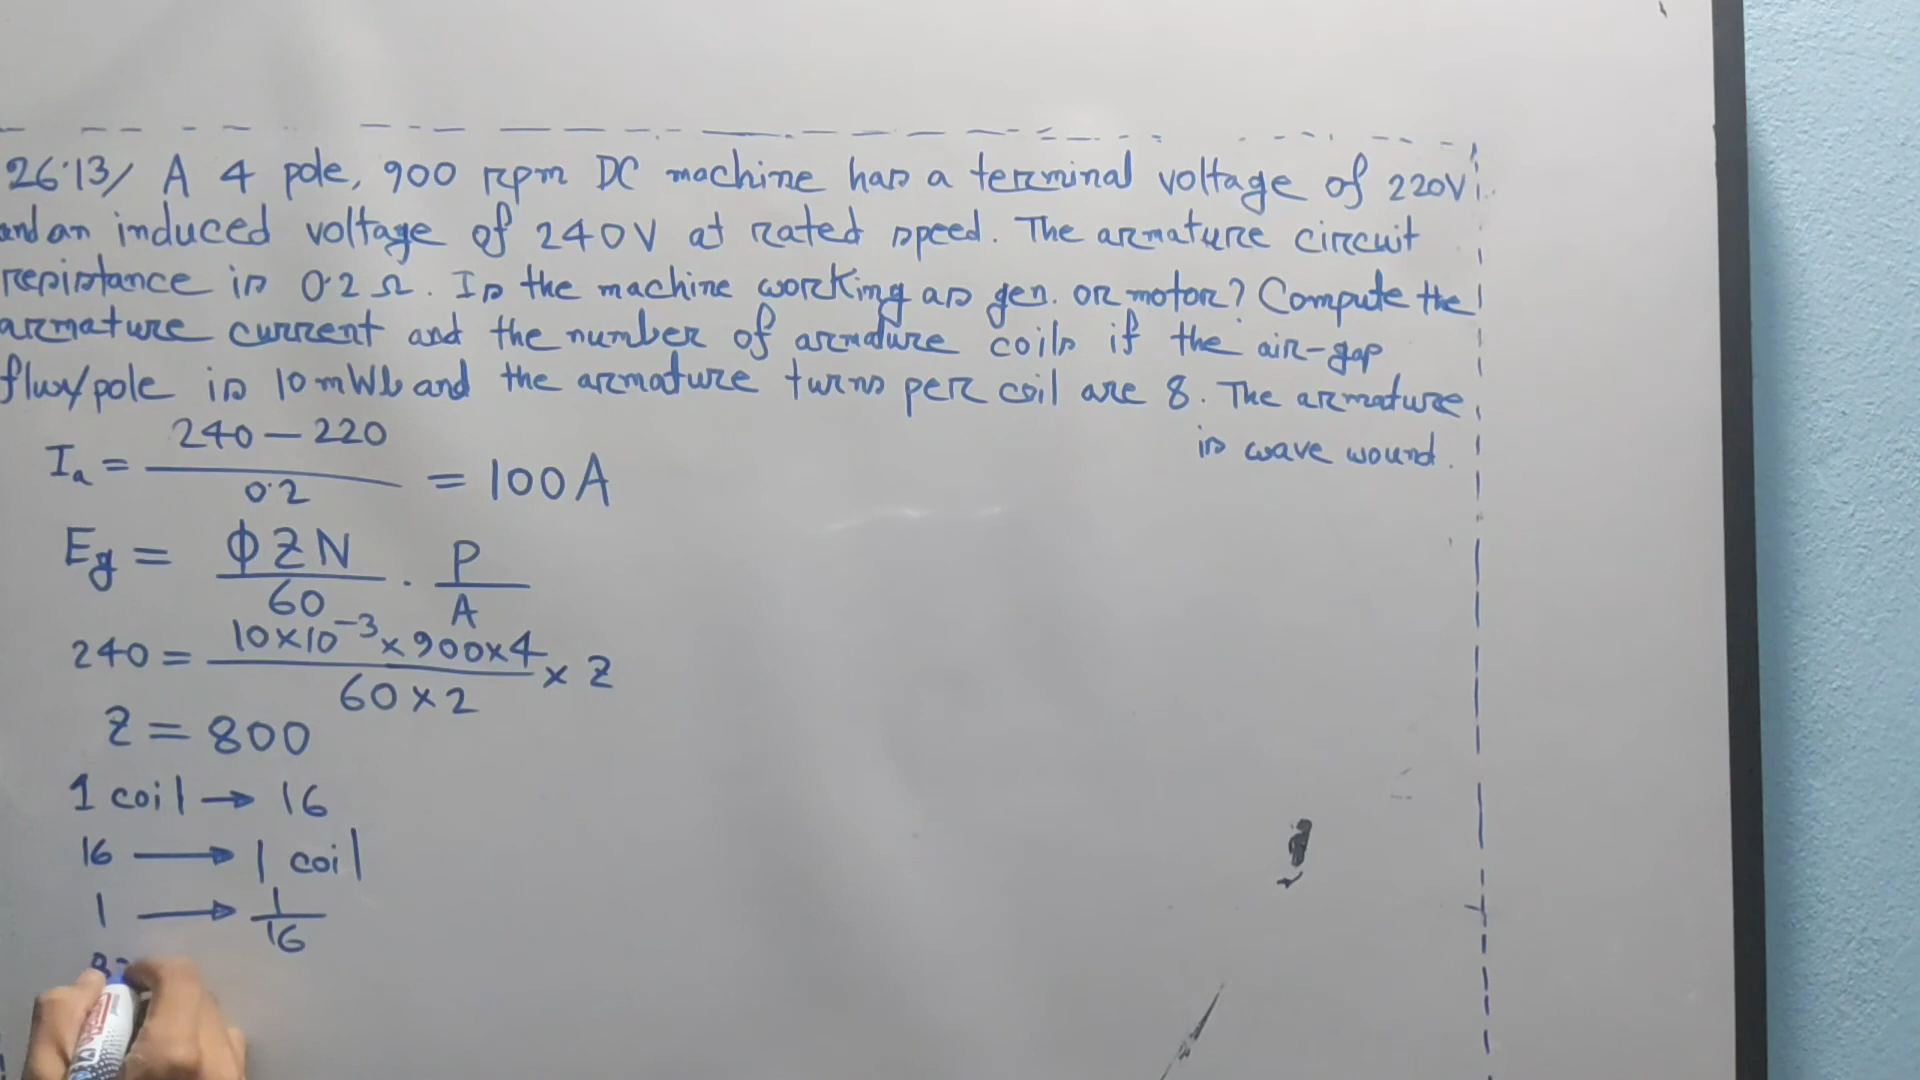 26.13/ A 4 pole, 900 rpm DC machine has a terminal voltage of 220V
and an induced voltage of 240V at rated speed. The armature circuit
resistance is 0.2 Ω. Is the machine working as gen. or motor? Compute the
armature current and the number of armature coils if the air-gap
flux/pole is 10 mWb and the armature turns per coil are 8. The armature
is wave wound.
Ia = (240 - 220)/0.2 = 100 A
Eg = ΦZN/60 · P/A
240 = (10×10⁻³×900×4)/(60×2) × Z
Z = 800
1 coil → 16
16 → 1 coil
1 → 1/16